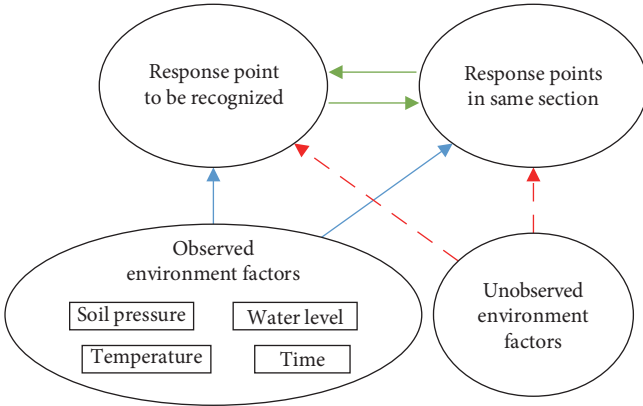 Response point
to be recognized
Response points
in same section
Observed
environment factors
Soil pressure
Water level
Temperature
Time
Unobserved
environment
factors